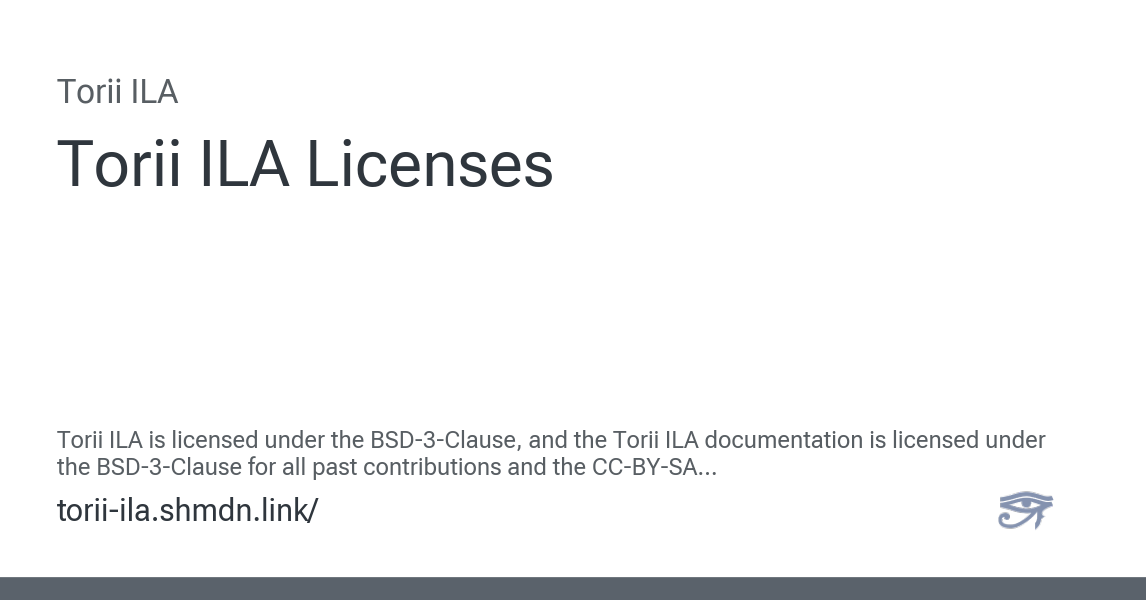 Torii ILA
Torii ILA Licenses
Torii ILA is licensed under the BSD-3-Clause, and the Torii ILA documentation is licensed under
the BSD-3-Clause for all past contributions and the CC-BY-SA...
torii-ila.shmdn.link/